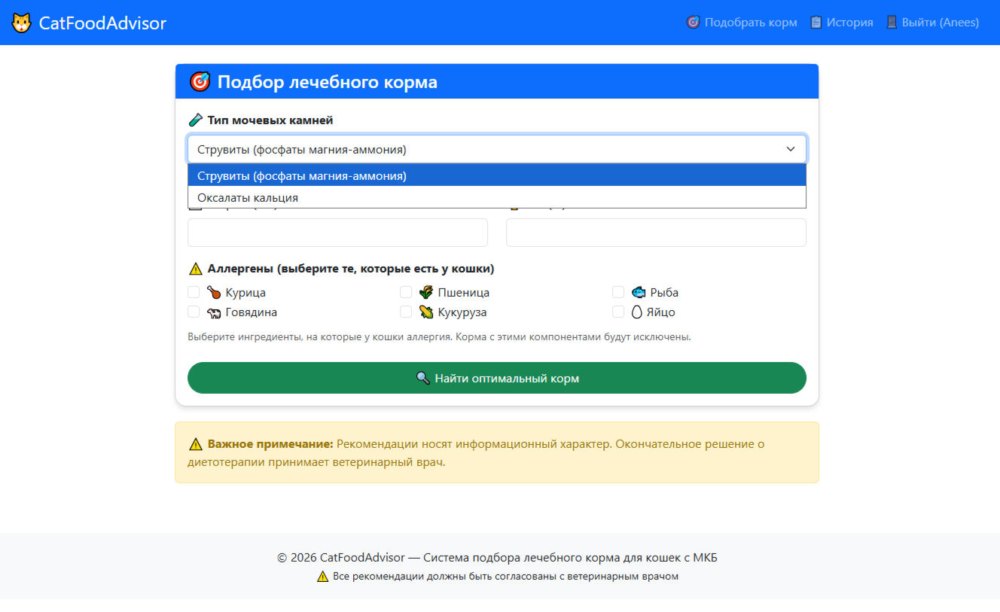 CatFoodAdvisor
Подобрать корм
История
Выйти (Anees)
Подбор лечебного корма
Тип мочевых камней
Струвиты (фосфаты магния-аммония)
Струвиты (фосфаты магния-аммония)
Оксалаты кальция
Аллергены (выберите те, которые есть у кошки)
Курица
Пшеница
Рыба
Говядина
Кукуруза
Яйцо
Выберите ингредиенты, на которые у кошки аллергия. Корма с этими компонентами будут исключены.
Найти оптимальный корм
Важное примечание: Рекомендации носят информационный характер. Окончательное решение о
диетотерапии принимает ветеринарный врач.
© 2026 CatFoodAdvisor — Система подбора лечебного корма для кошек с МКБ
Все рекомендации должны быть согласованы с ветеринарным врачом